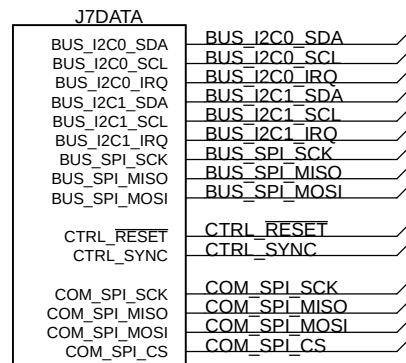 J7DATA
BUS_I2C0_SDA BUS_I2C0_SDA
BUS_I2C0_SCL BUS_I2C0_SCL
BUS_I2C0_IRQ BUS_I2C0_IRQ
BUS_I2C1_SDA BUS_I2C1_SDA
BUS_I2C1_SCL BUS_I2C1_SCL
BUS_I2C1_IRQ BUS_I2C1_IRQ
BUS_SPI_SCK BUS_SPI_SCK
BUS_SPI_MISO BUS_SPI_MISO
BUS_SPI_MOSI BUS_SPI_MOSI
CTRL_RESET CTRL_RESET
CTRL_SYNC CTRL_SYNC
COM_SPI_SCK COM_SPI_SCK
COM_SPI_MISO COM_SPI_MISO
COM_SPI_MOSI COM_SPI_MOSI
COM_SPI_CS COM_SPI_CS